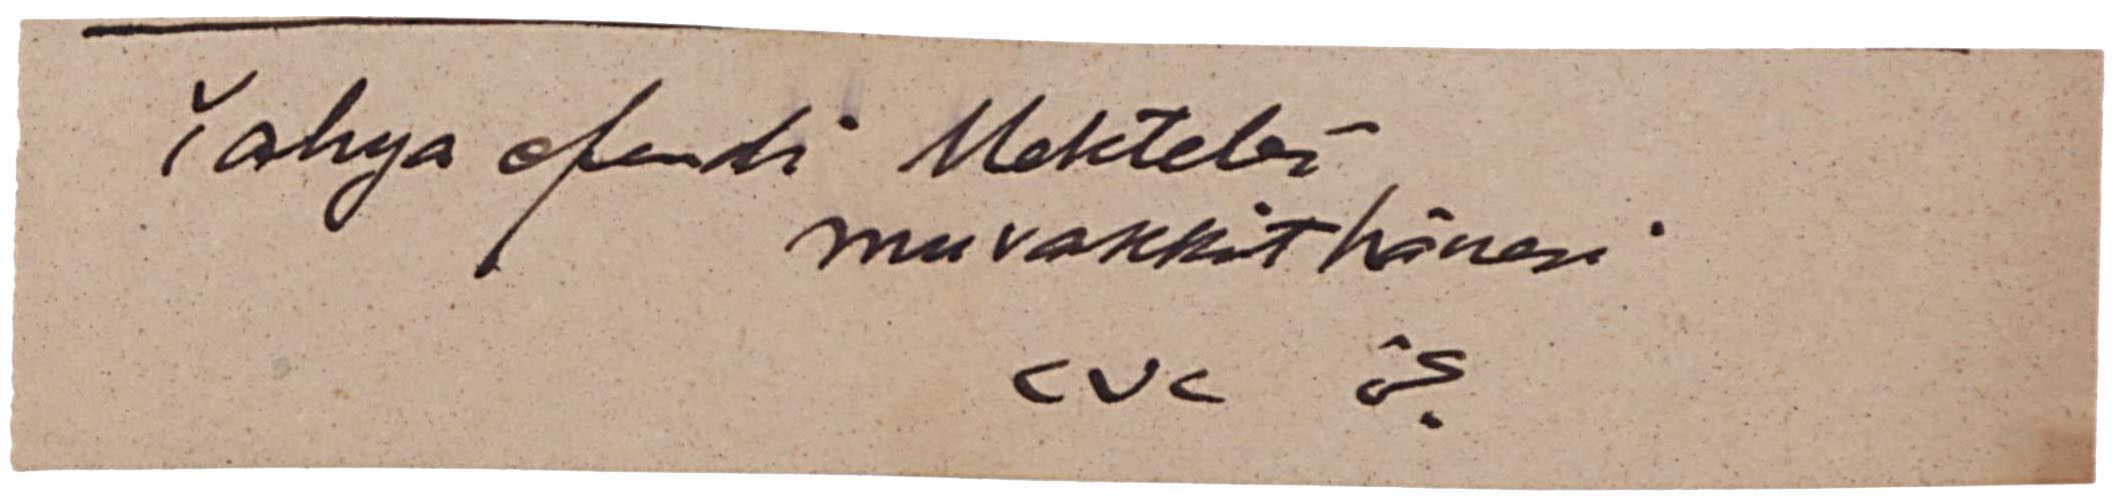 Yahya efendi Mektebi
muvakkithânesi.